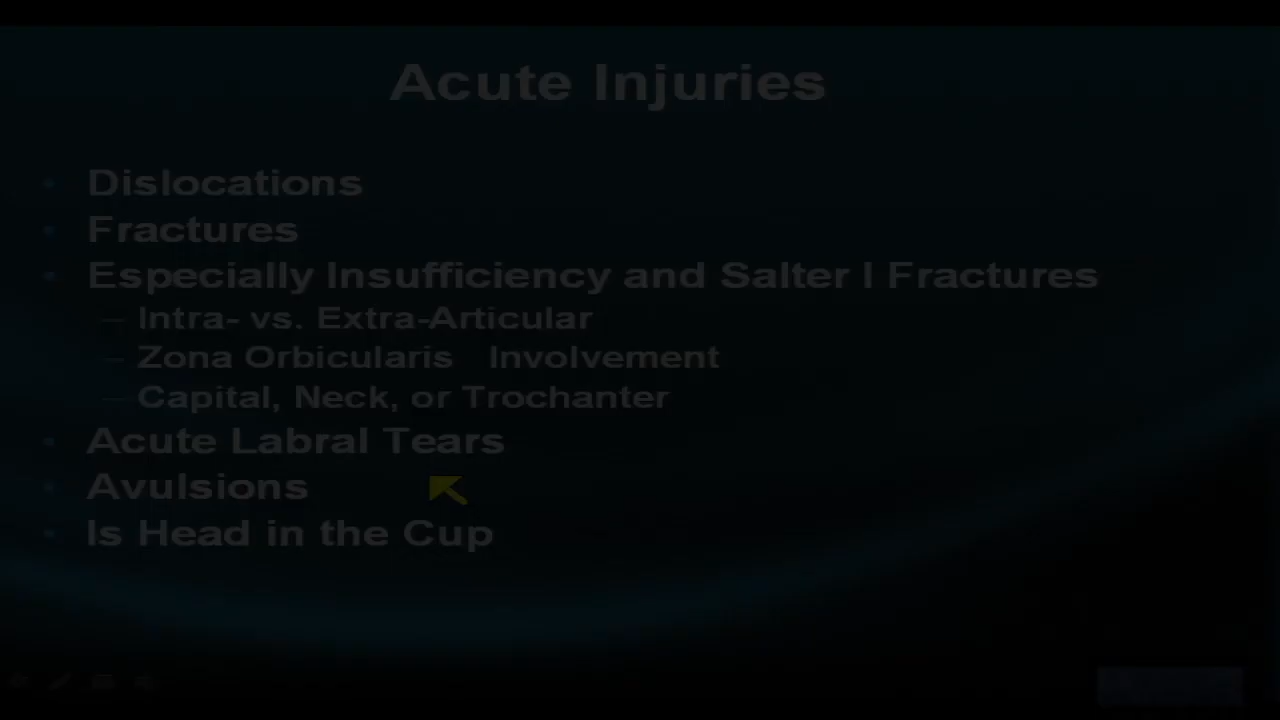 Acute Injuries
• Dislocations
• Fractures
• Especially Insufficiency and Salter I Fractures
– Intra- vs. Extra-Articular
– Zona Orbicularis Involvement
– Capital, Neck, or Trochanter
• Acute Labral Tears
• Avulsions
• Is Head in the Cup